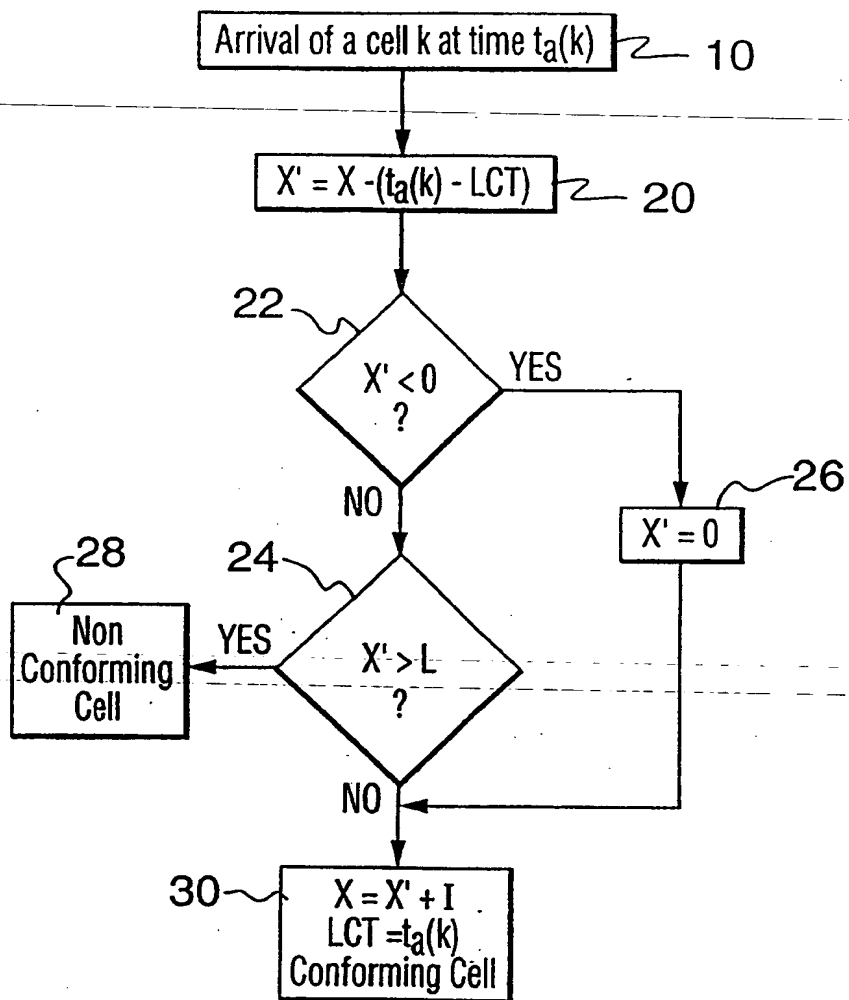 Arrival of a cell k at time ta(k)
10
X' = X -(ta(k) - LCT)
20
22
X' < 0
?
YES
NO
26
X' = 0
24
28
Non
Conforming
Cell
YES
X' > L
?
NO
30
X = X' + I
LCT =ta(k)
Conforming Cell